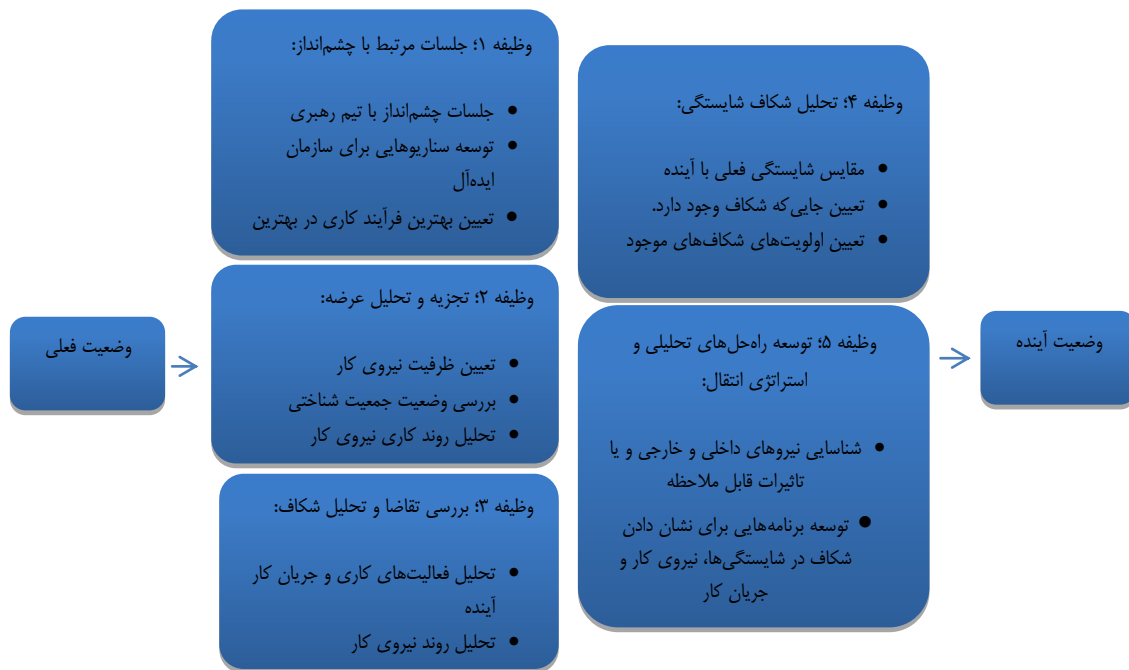 وضعیت فعلی
وظیفه ۱؛ جلسات مرتبط با چشم‌انداز:
● جلسات چشم‌انداز با تیم رهبری
● توسعه سناریوهایی برای سازمان
ایده‌آل
● تعیین بهترین فرآیند کاری در بهترین
وظیفه ۲؛ تجزیه و تحلیل عرضه:
● تعیین ظرفیت نیروی کار
● بررسی وضعیت جمعیت شناختی
● تحلیل روند کاری نیروی کار
وظیفه ۳؛ بررسی تقاضا و تحلیل شکاف:
● تحلیل فعالیت‌های کاری و جریان کار
آینده
● تحلیل روند نیروی کار
وظیفه ۴؛ تحلیل شکاف شایستگی:
● مقایس شایستگی فعلی با آینده
● تعیین جایی‌که شکاف وجود دارد.
● تعیین اولویت‌های شکاف‌های موجود
وظیفه ۵؛ توسعه راه‌حل‌های تحلیلی و
استراتژی انتقال:
● شناسایی نیروهای داخلی و خارجی و یا
تاثیرات قابل ملاحظه
● توسعه برنامه‌هایی برای نشان دادن
شکاف در شایستگی‌ها، نیروی کار و
جریان کار
وضعیت آینده